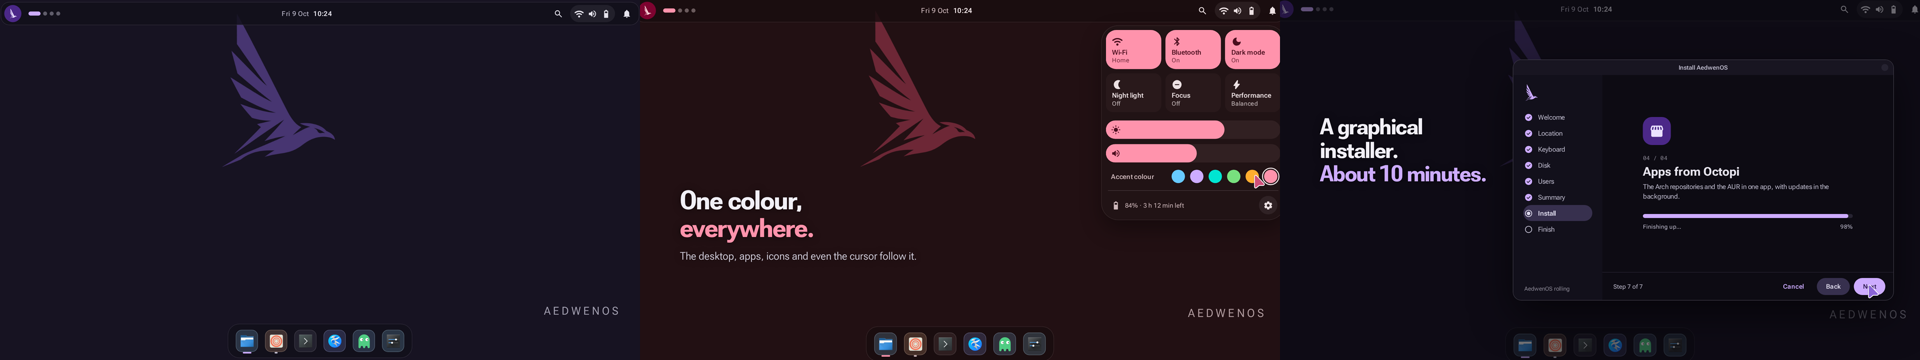 Fri 9 Oct 10:24
AEDWENOS
Fri 9 Oct 10:24
Wi-Fi
Home
Bluetooth
On
Dark mode
On
Night light
Off
Focus
Off
Performance
Balanced
Accent colour
84% · 3 h 12 min left
One colour,
everywhere.
The desktop, apps, icons and even the cursor follow it.
AEDWENOS
Fri 9 Oct 10:24
A graphical
installer.
About 10 minutes.
Install AedwenOS
Welcome
Location
Keyboard
Disk
Users
Summary
Install
Finish
AedwenOS rolling
04 / 04
Apps from Octopi
The Arch repositories and the AUR in one app, with updates in the
background.
Finishing up...
98%
Step 7 of 7
Cancel
Back
AEDWENOS